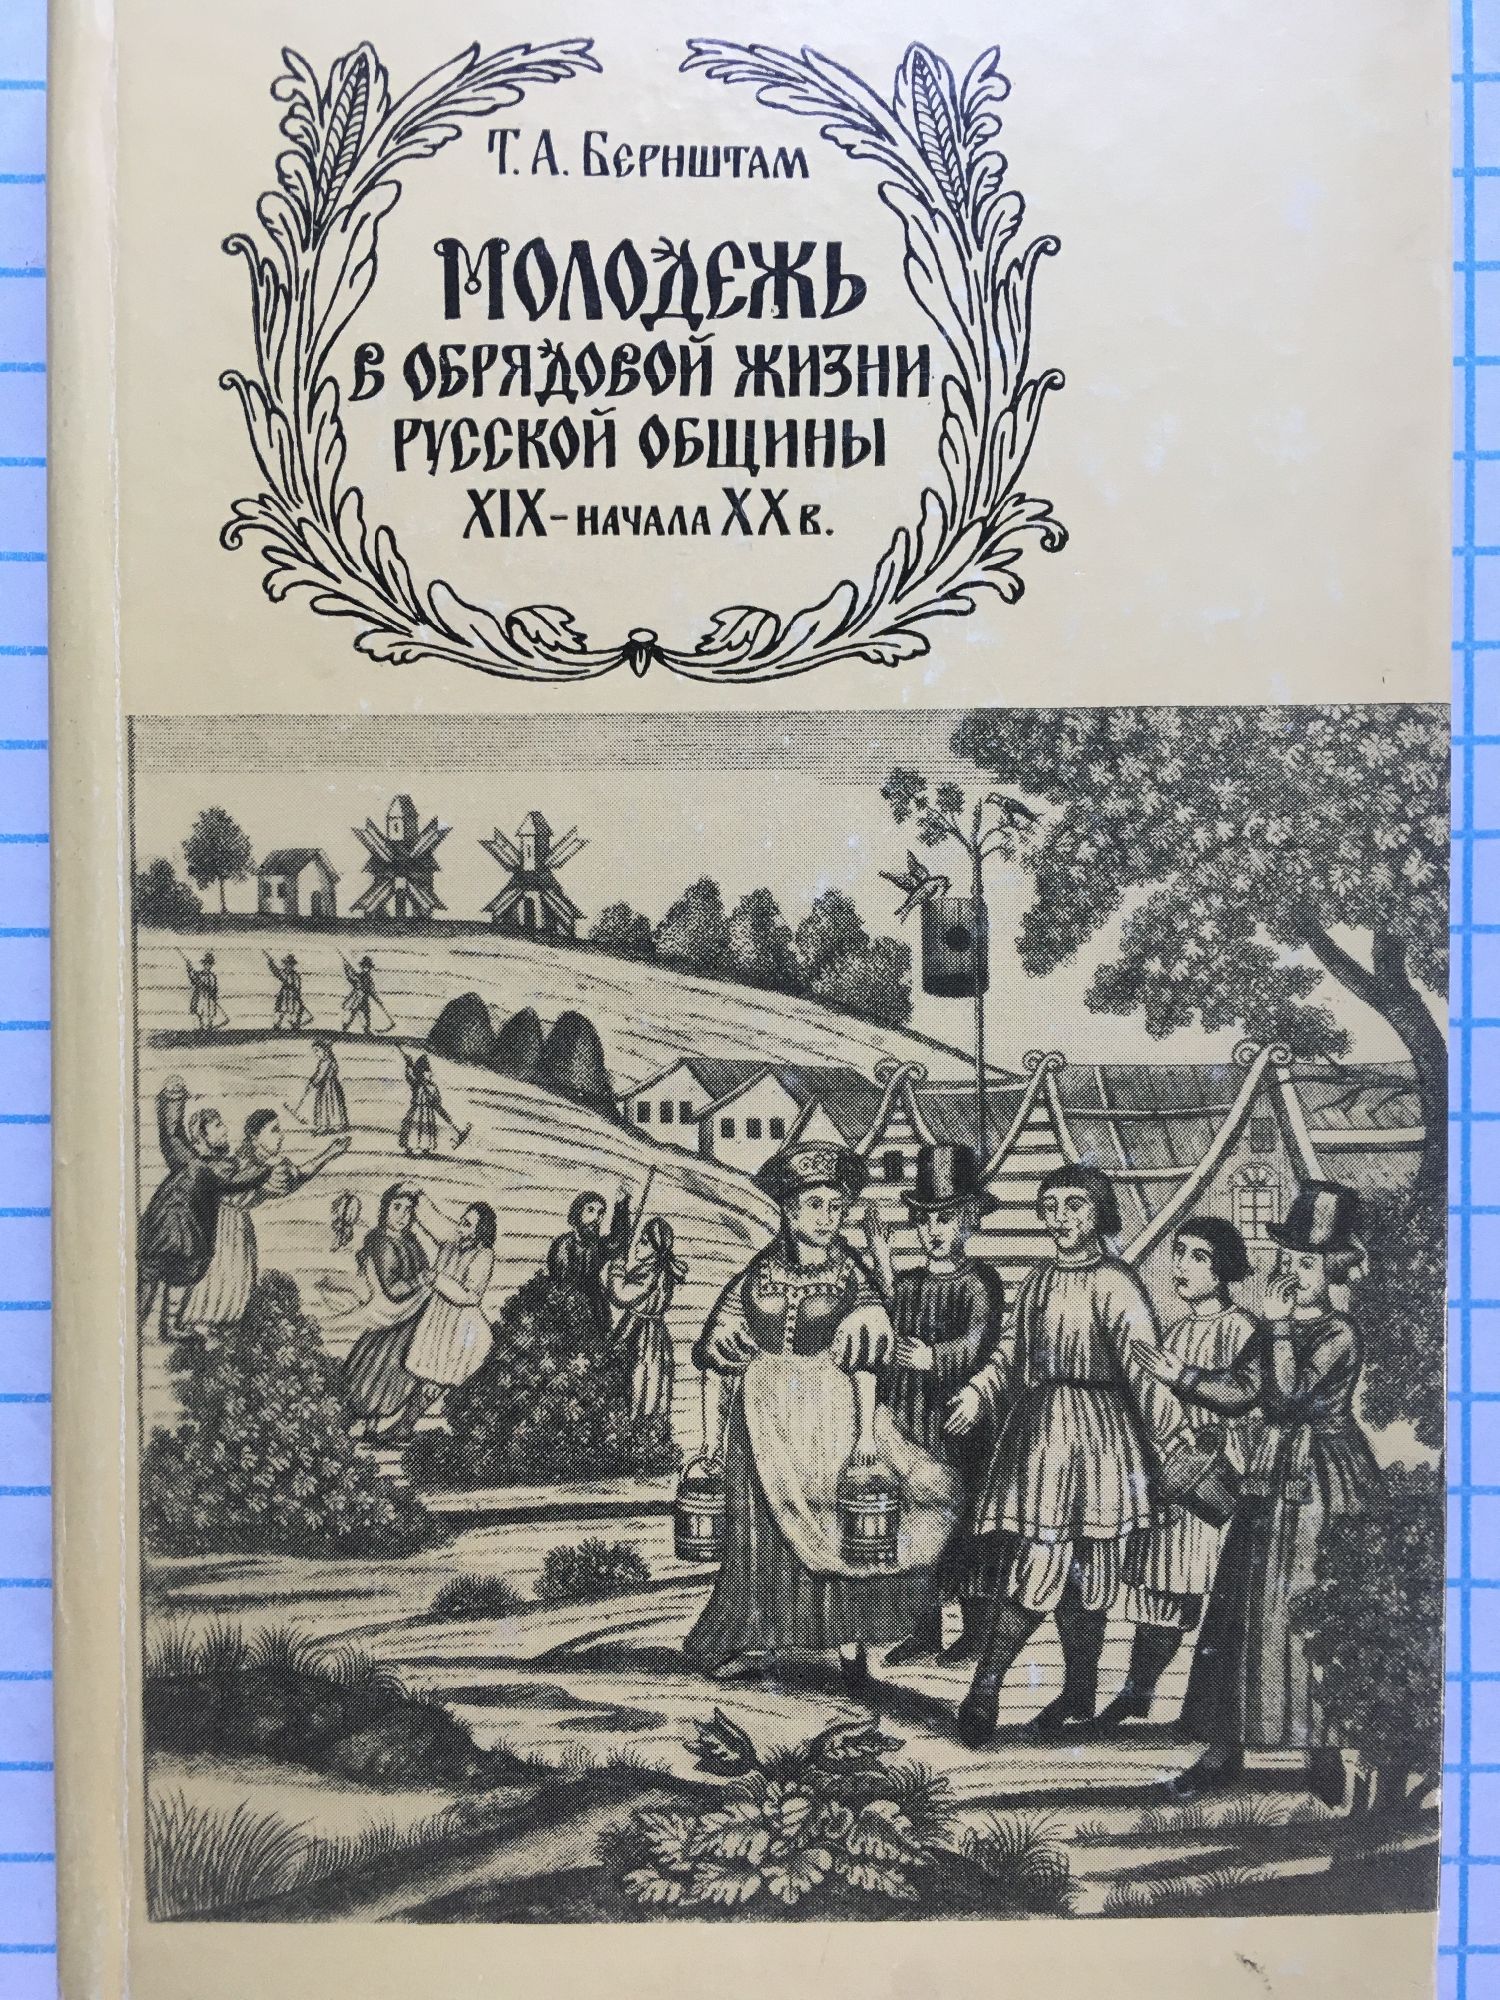 Т. А. Бернштам
Молодежь
в обрядовой жизни
русской общины
XIX – начала XX в.